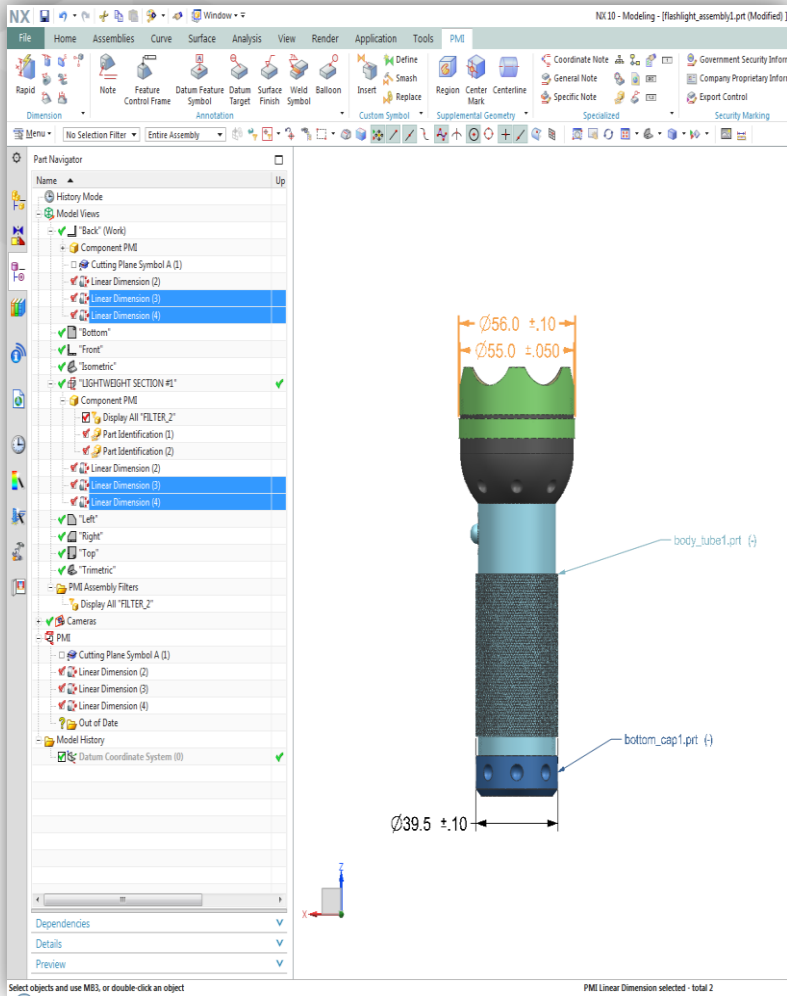 NX Window NX 10 - Modeling - [flashlight_assembly1.prt (Modified) ]
File Home Assemblies Curve Surface Analysis View Render Application Tools PMI
Rapid
Dimension
Note
Feature Control Frame
Datum Feature Symbol
Datum Target
Surface Finish
Weld Symbol
Balloon
Annotation
Insert
Define
Smash
Replace
Custom Symbol
Region
Center Mark
Centerline
Supplemental Geometry
Coordinate Note
General Note
Specific Note
Specialized
Government Security Inform
Company Proprietary Inform
Export Control
Security Marking
Menu No Selection Filter Entire Assembly
Part Navigator
Name Up
History Mode
Model Views
"Back" (Work)
Component PMI
Cutting Plane Symbol A (1)
Linear Dimension (2)
Linear Dimension (3)
Linear Dimension (4)
"Bottom"
"Front"
"Isometric"
"LIGHTWEIGHT SECTION #1"
Component PMI
Display All "FILTER_2"
Part Identification (1)
Part Identification (2)
Linear Dimension (2)
Linear Dimension (3)
Linear Dimension (4)
"Left"
"Right"
"Top"
"Trimetric"
PMI Assembly Filters
Display All "FILTER_2"
Cameras
PMI
Cutting Plane Symbol A (1)
Linear Dimension (2)
Linear Dimension (3)
Linear Dimension (4)
Out of Date
Model History
Datum Coordinate System (0)
Dependencies
Details
Preview
Ø56.0 ±.10
Ø55.0 ±.050
body_tube1.prt (-)
bottom_cap1.prt (-)
Ø39.5 ±.10
Z
X
Select objects and use MB3, or double-click an object PMI Linear Dimension selected - total 2